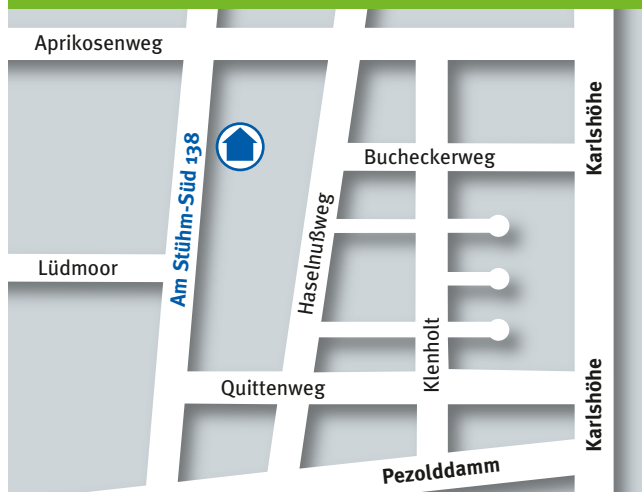 Aprikosenweg
Karlshöhe
Am Stühm-Süd 138
Bucheckerweg
Haselnußweg
Lüdmoor
Klenholt
Quittenweg
Karlshöhe
Pezolddamm